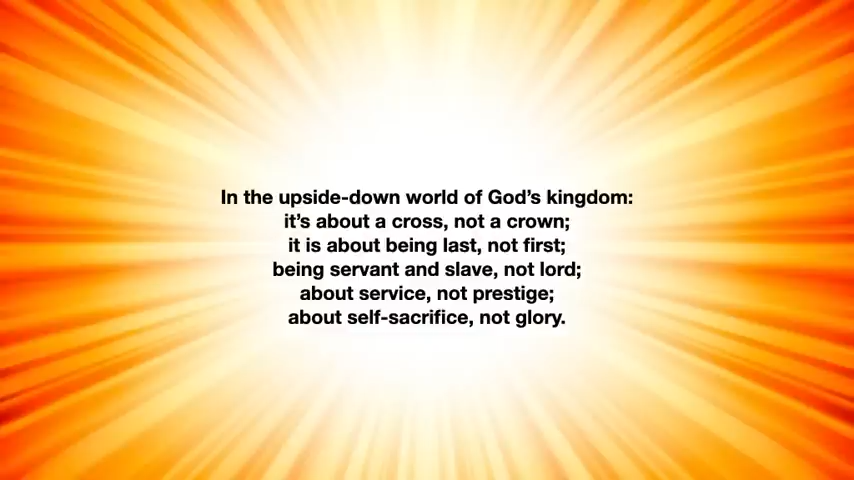 In the upside-down world of God’s kingdom:
it’s about a cross, not a crown;
it is about being last, not first;
being servant and slave, not lord;
about service, not prestige;
about self-sacrifice, not glory.